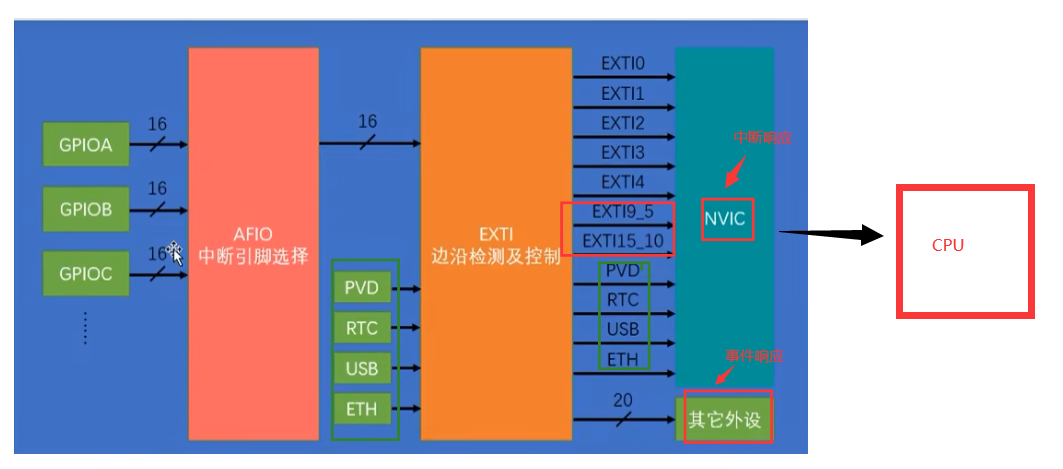 GPIOA
16
GPIOB
16
GPIOC
16
AFIO
中断引脚选择
16
PVD
RTC
USB
ETH
EXTI
边沿检测及控制
EXTI0
EXTI1
EXTI2
EXTI3
EXTI4
EXTI9_5
EXTI15_10
PVD
RTC
USB
ETH
20
中断响应
NVIC
事件响应
其它外设
CPU